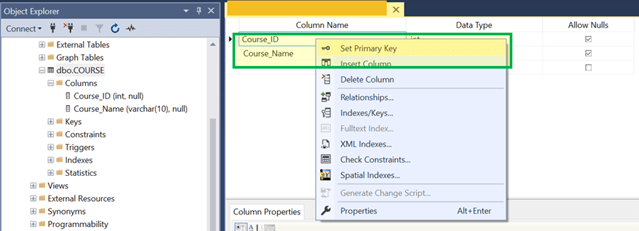 Object Explorer
Connect
External Tables
Graph Tables
dbo.COURSE
Columns
Course_ID (int, null)
Course_Name (varchar(10), null)
Keys
Constraints
Triggers
Indexes
Statistics
Views
External Resources
Synonyms
Programmability
Column Name Data Type Allow Nulls
Course_ID
Course_Name
Set Primary Key
Insert Column
Delete Column
Relationships...
Indexes/Keys...
Fulltext Index...
XML Indexes...
Check Constraints...
Spatial Indexes...
Generate Change Script...
Properties Alt+Enter
Column Properties